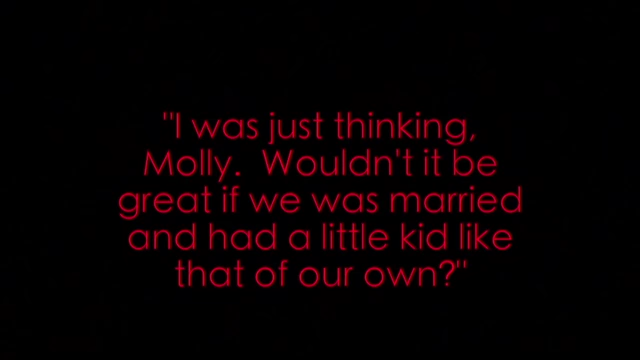 "I was just thinking,
Molly.  Wouldn't it be
great if we was married
and had a little kid like
that of our own?"